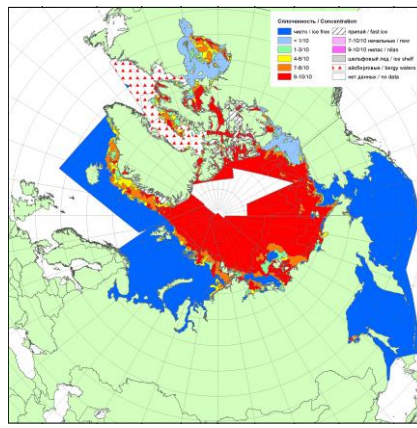 Сплоченность / Concentration
чисто / ice free
< 1/10
1-3/10
4-6/10
7-8/10
9-10/10
припай / fast ice
7-10/10 начальные / new
9-10/10 нилас / nilas
шельфовый лед / ice shelf
айсберговые / bergy waters
нет данных / no data